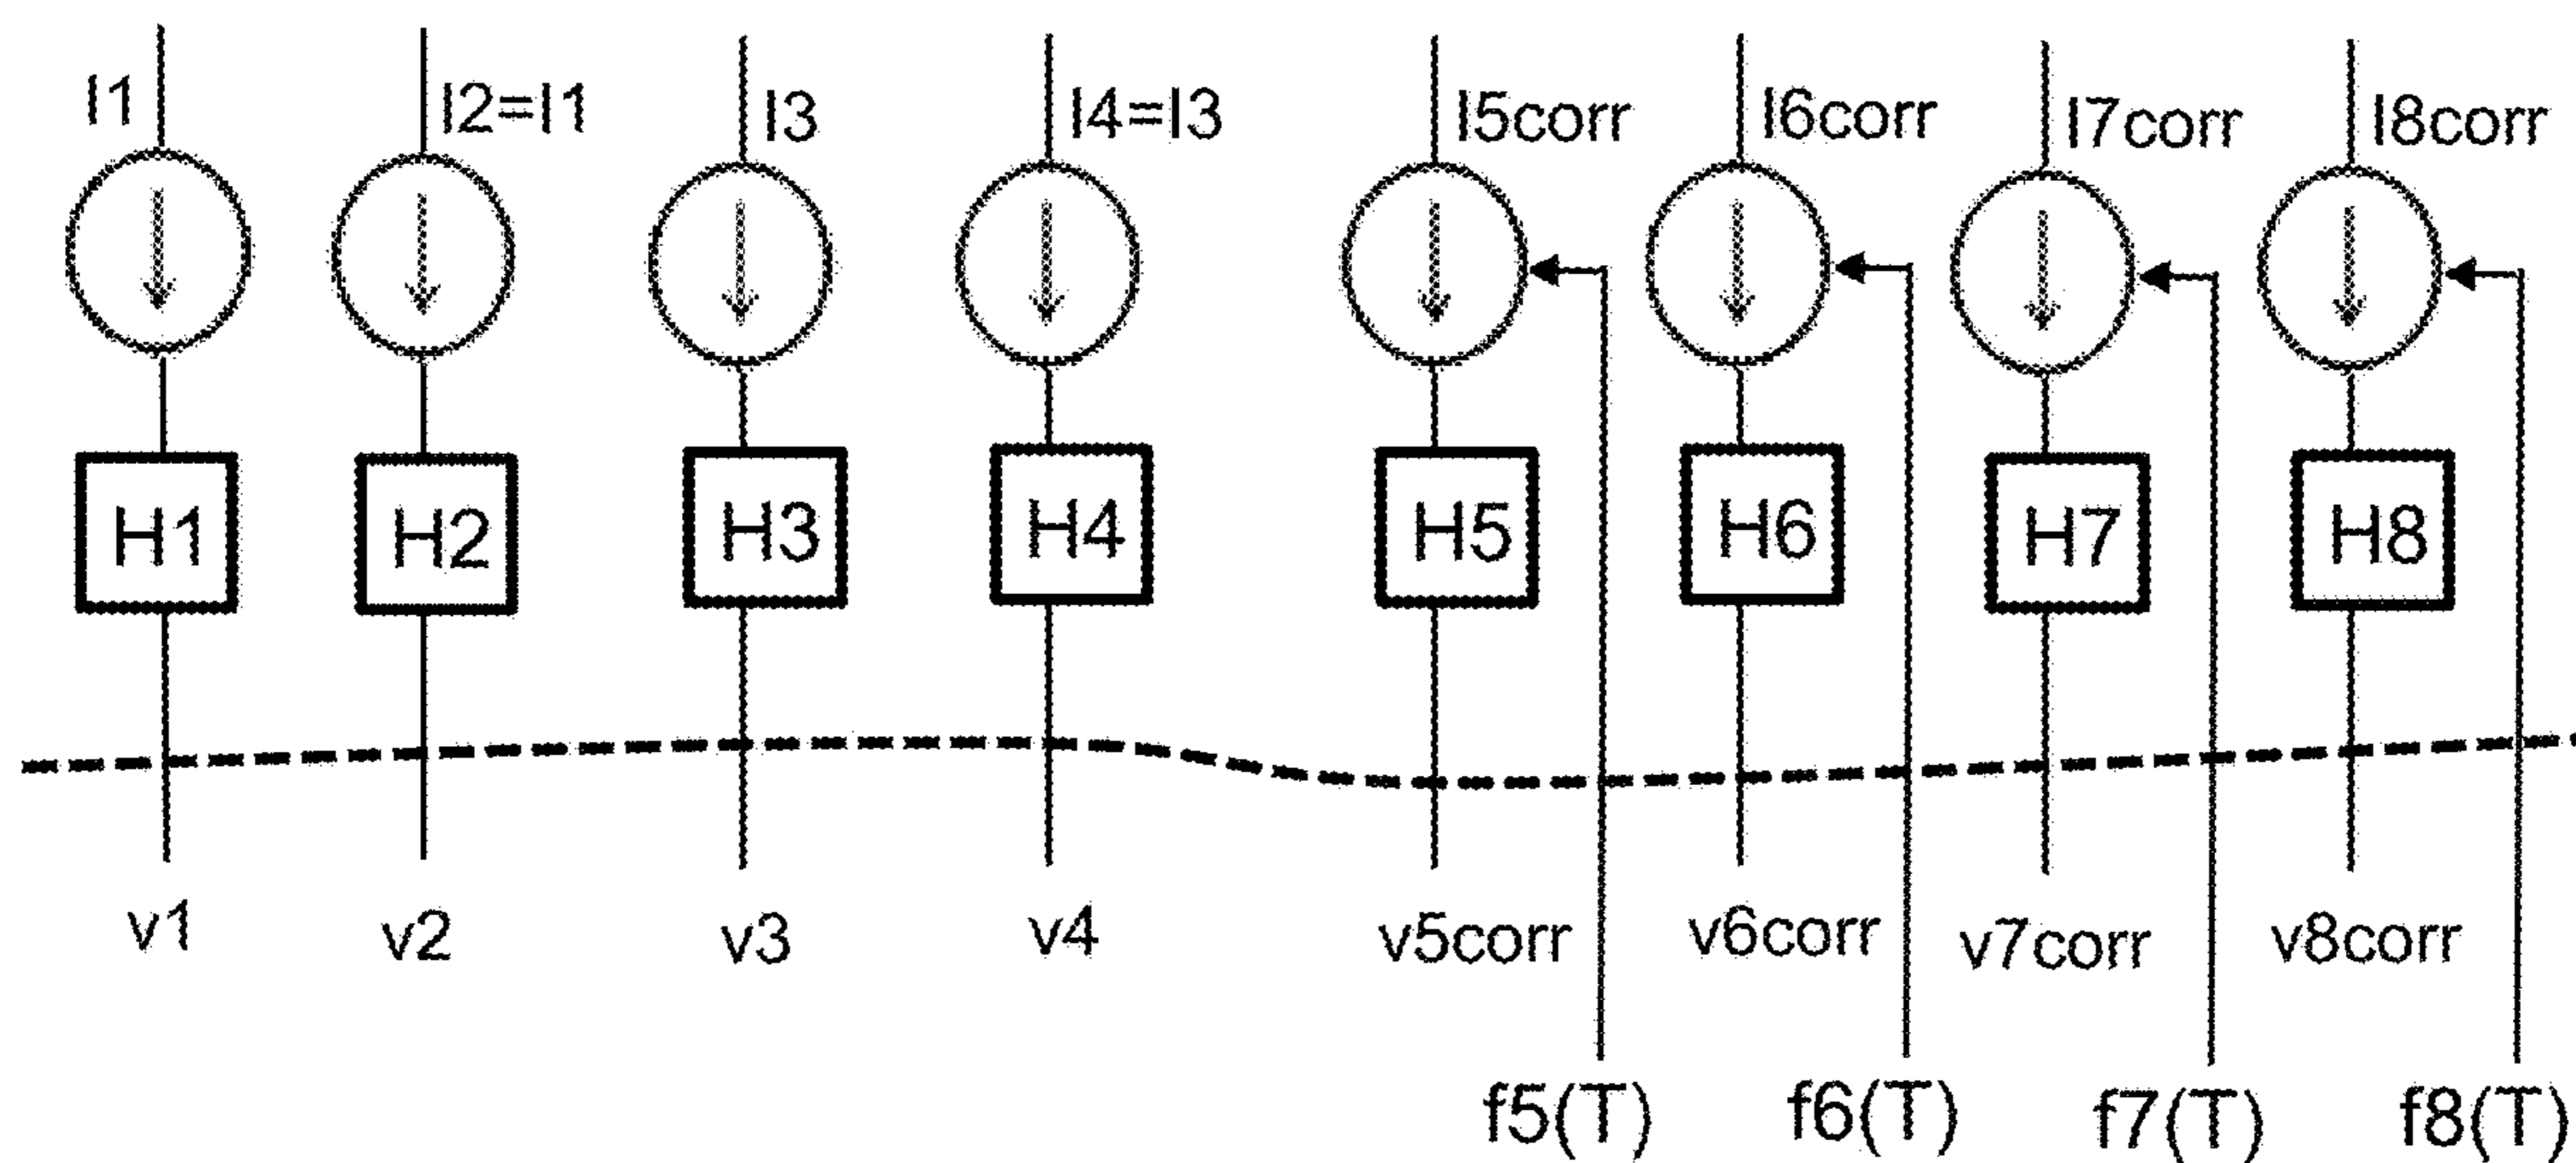 I1 I2=I1 I3 I4=I3 I5corr I6corr I7corr I8corr
H1 H2 H3 H4 H5 H6 H7 H8
v1 v2 v3 v4 v5corr v6corr v7corr v8corr
f5(T) f6(T) f7(T) f8(T)